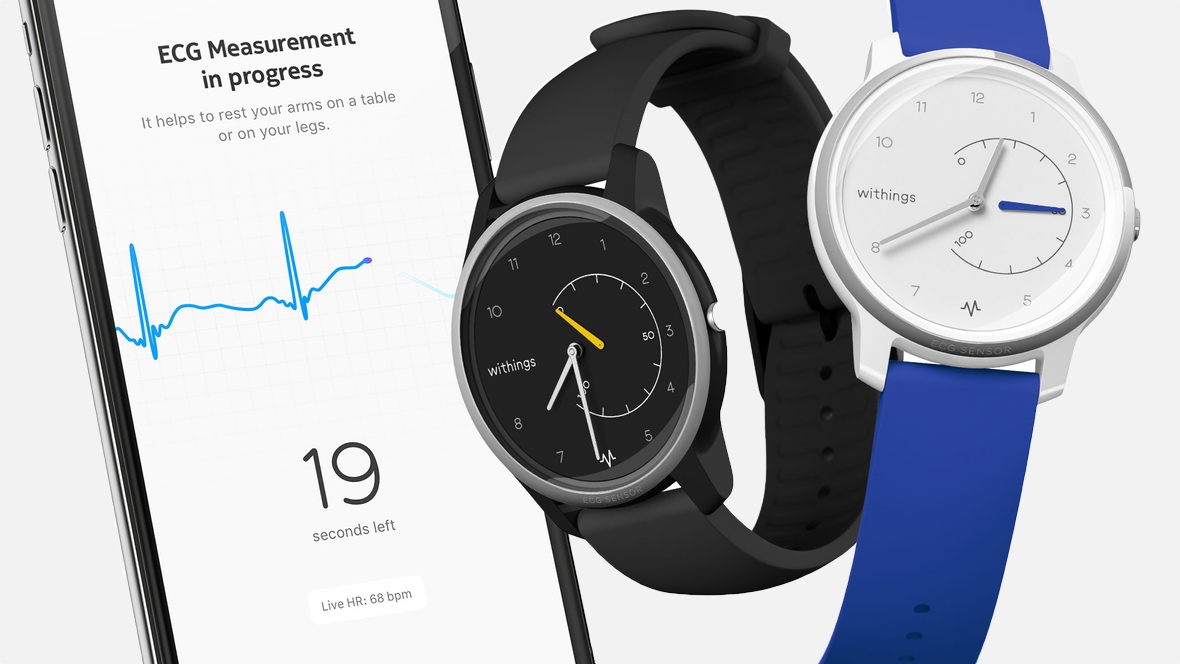 ECG Measurement
in progress
It helps to rest your arms on a table
or on your legs.
19
seconds left
Live HR: 68 bpm
12
1
2
3
4
5
7
8
10
11
withings
0
50
ECG SENSOR
12
1
2
3
4
5
7
8
10
11
withings
0
100
ECG SENSOR